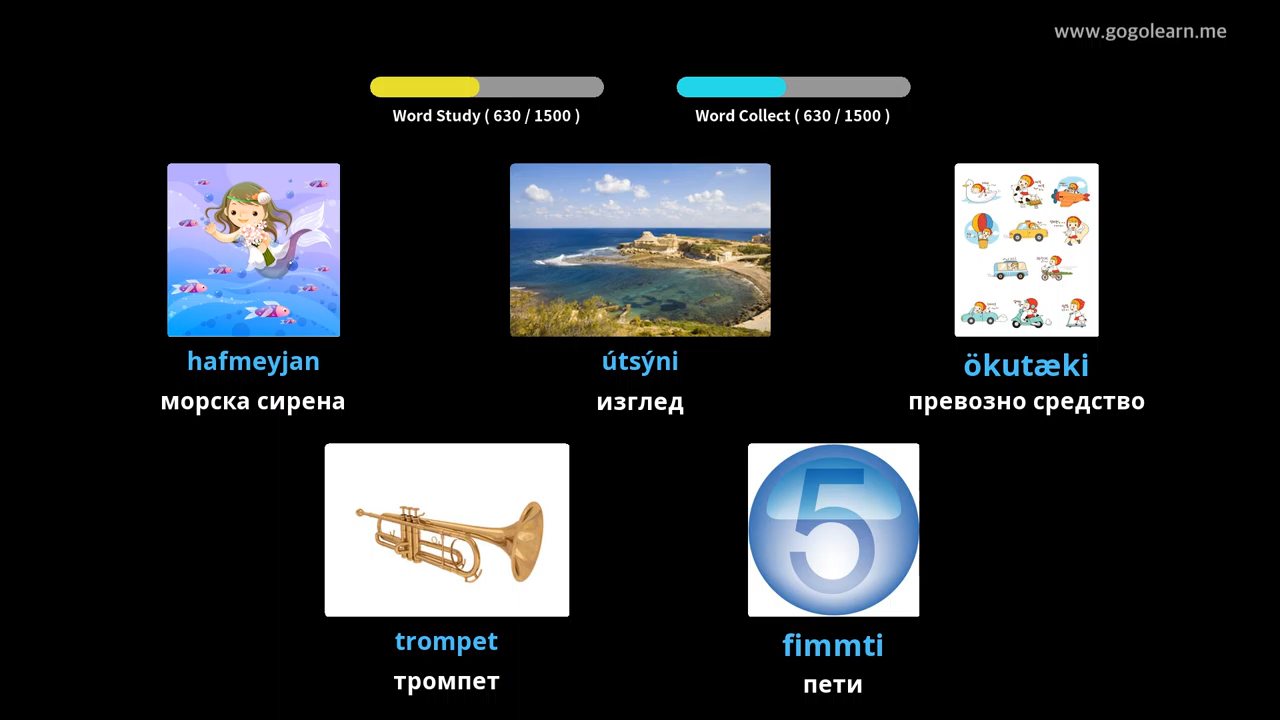 www.gogolearn.me
Word Study ( 630 / 1500 )
Word Collect ( 630 / 1500 )
hafmeyjan
морска сирена
útsýni
изглед
ökutæki
превозно средство
5
trompet
тромпет
fimmti
пети